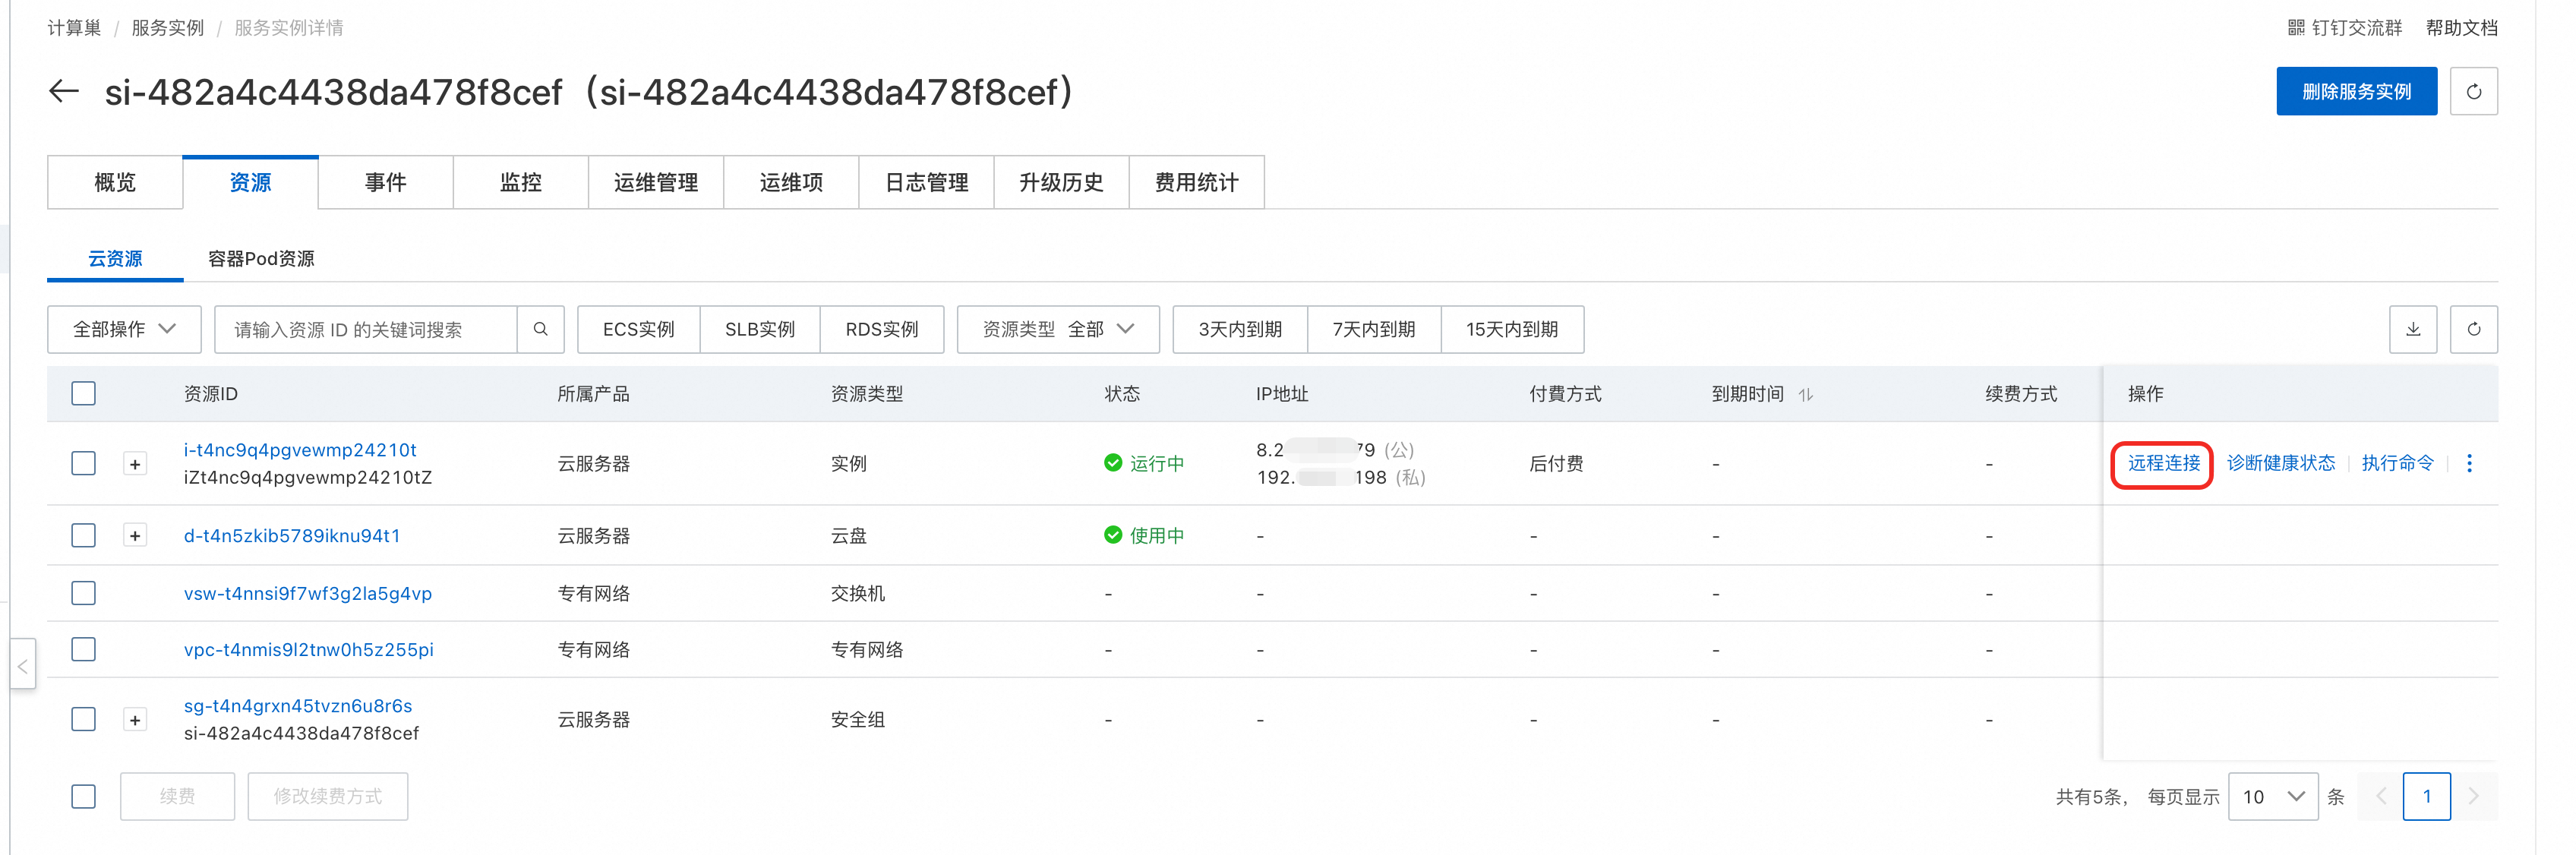 计算巢 / 服务实例 / 服务实例详情
钉钉交流群 帮助文档
si-482a4c4438da478f8cef（si-482a4c4438da478f8cef）
删除服务实例
概览 资源 事件 监控 运维管理 运维项 日志管理 升级历史 费用统计
云资源 容器Pod资源
全部操作 请输入资源 ID 的关键词搜索 ECS实例 SLB实例 RDS实例 资源类型 全部 3天内到期 7天内到期 15天内到期
资源ID 所属产品 资源类型 状态 IP地址 付费方式 到期时间 续费方式 操作
i-t4nc9q4pgvewmp24210t
iZt4nc9q4pgvewmp24210tZ
云服务器 实例 运行中
8.2 79 (公)
192. 198 (私)
后付费 - - 远程连接 诊断健康状态 执行命令
d-t4n5zkib5789iknu94t1 云服务器 云盘 使用中 - - - -
vsw-t4nnsi9f7wf3g2la5g4vp 专有网络 交换机 - - - - -
vpc-t4nmis9l2tnw0h5z255pi 专有网络 专有网络 - - - - -
sg-t4n4grxn45tvzn6u8r6s
si-482a4c4438da478f8cef
云服务器 安全组 - - - - -
续费 修改续费方式 共有5条， 每页显示 10 条 1